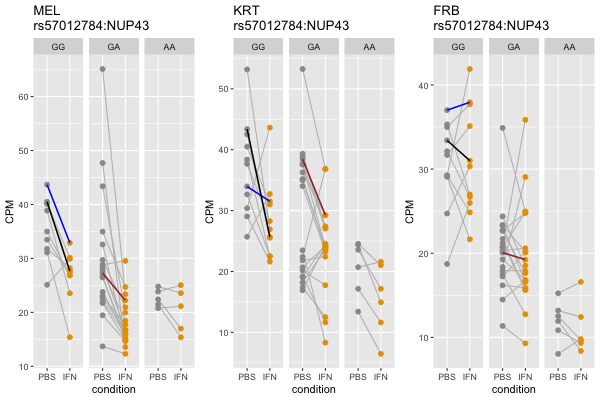 MEL
rs57012784:NUP43
GG GA AA
CPM
60
50
40
30
20
10
PBS IFN PBS IFN PBS IFN
condition
KRT
rs57012784:NUP43
GG GA AA
CPM
50
40
30
20
10
PBS IFN PBS IFN PBS IFN
condition
FRB
rs57012784:NUP43
GG GA AA
CPM
40
30
20
10
PBS IFN PBS IFN PBS IFN
condition